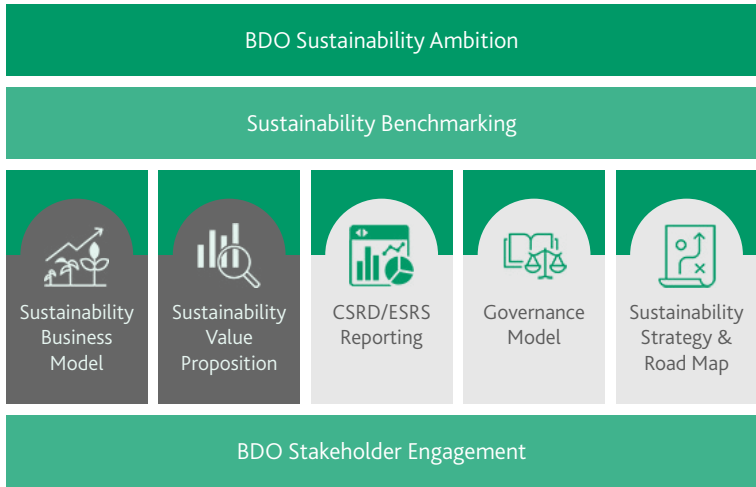 BDO Sustainability Ambition
Sustainability Benchmarking
Sustainability
Business
Model
Sustainability
Value
Proposition
CSRD/ESRS
Reporting
Governance
Model
Sustainability
Strategy &
Road Map
BDO Stakeholder Engagement